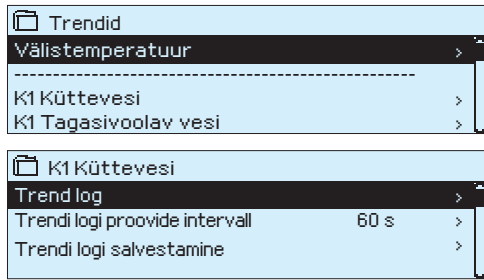 Trendid
Välistemperatuur >
----------------------------------------------------
K1 Küttevesi >
K1 Tagasivoolav vesi >
K1 Küttevesi
Trend log >
Trendi logi proovide intervall 60 s >
Trendi logi salvestamine >